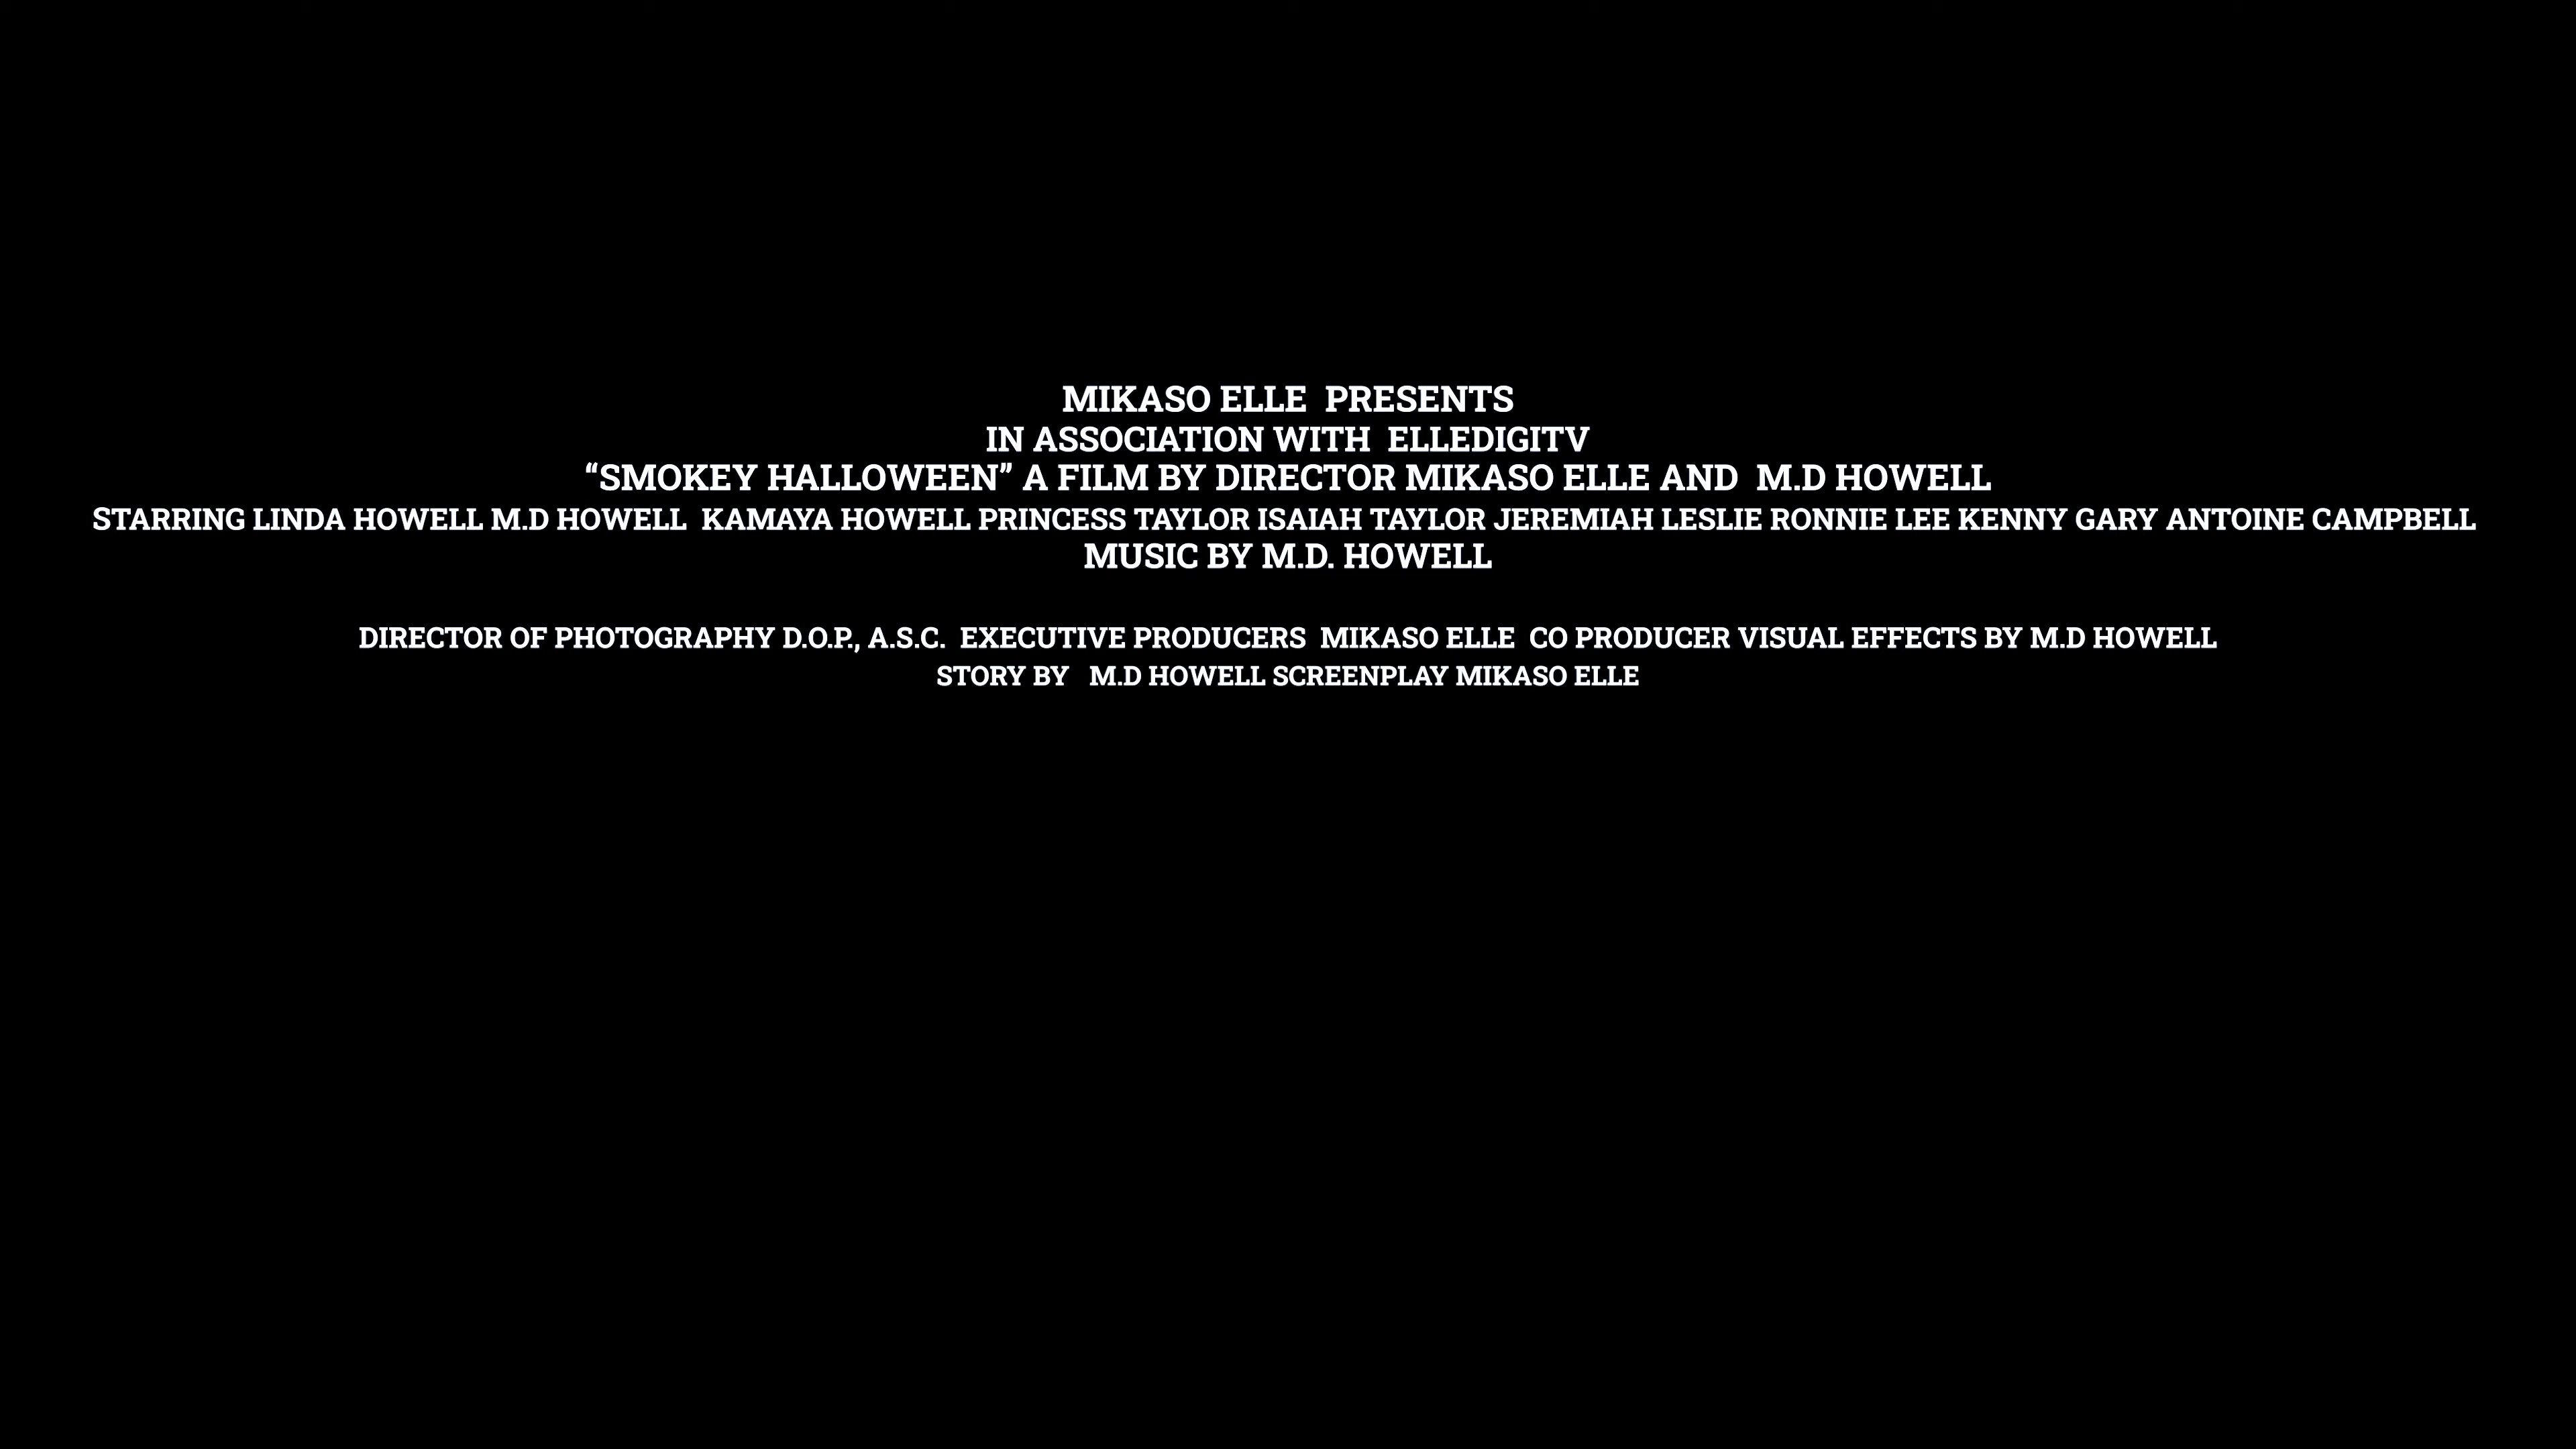 MIKASO ELLE  PRESENTS
IN ASSOCIATION WITH  ELLEDIGITV
“SMOKEY HALLOWEEN” A FILM BY DIRECTOR MIKASO ELLE AND  M.D HOWELL
STARRING LINDA HOWELL M.D HOWELL  KAMAYA HOWELL PRINCESS TAYLOR ISAIAH TAYLOR JEREMIAH LESLIE RONNIE LEE KENNY GARY ANTOINE CAMPBELL
MUSIC BY M.D. HOWELL
DIRECTOR OF PHOTOGRAPHY D.O.P., A.S.C.  EXECUTIVE PRODUCERS  MIKASO ELLE  CO PRODUCER VISUAL EFFECTS BY M.D HOWELL
STORY BY   M.D HOWELL SCREENPLAY MIKASO ELLE